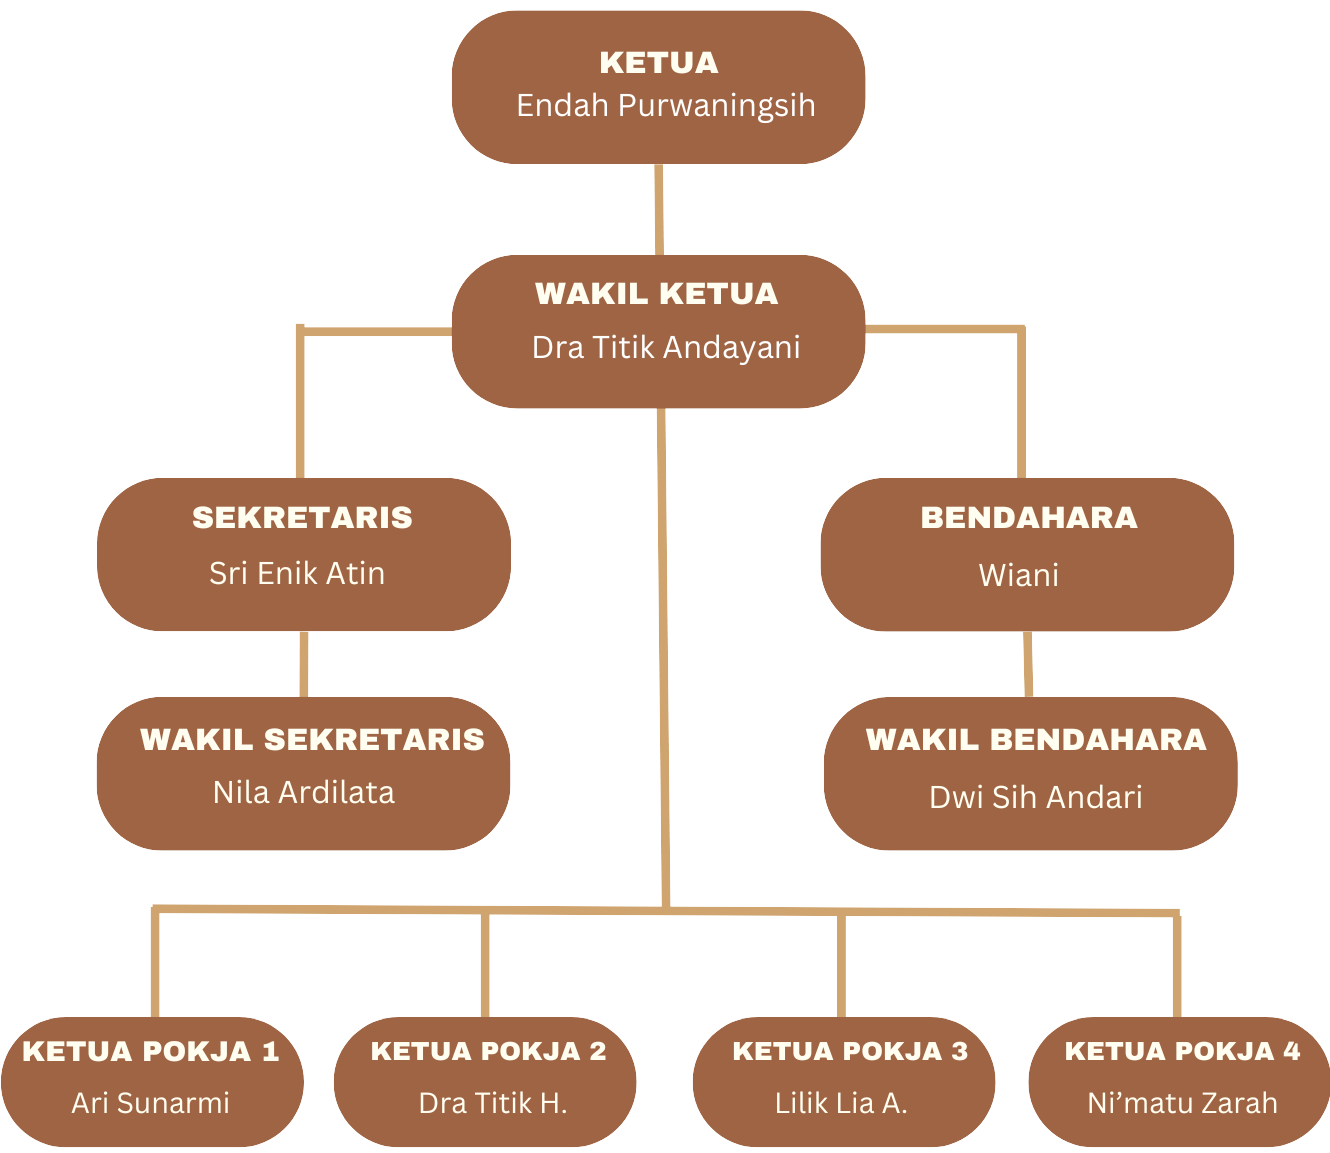 KETUA
Endah Purwaningsih
WAKIL KETUA
Dra Titik Andayani
SEKRETARIS
Sri Enik Atin
BENDAHARA
Wiani
WAKIL SEKRETARIS
Nila Ardilata
WAKIL BENDAHARA
Dwi Sih Andari
KETUA POKJA 1
Ari Sunarmi
KETUA POKJA 2
Dra Titik H.
KETUA POKJA 3
Lilik Lia A.
KETUA POKJA 4
Ni’matu Zarah